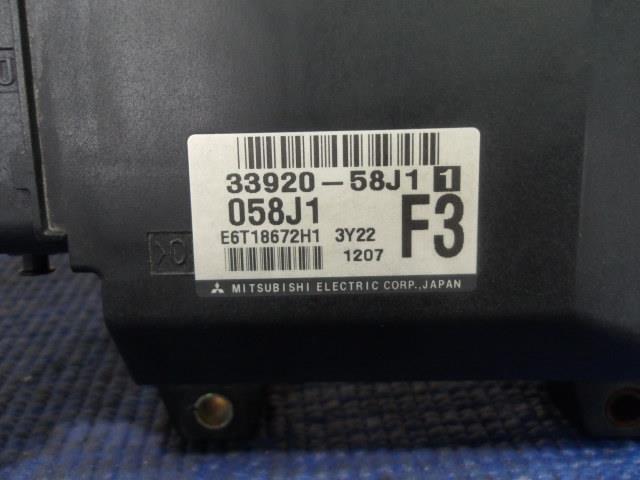 33920-58J1 1
058J1
F3
E6T18672H1 3Y22
1207
MITSUBISHI ELECTRIC CORP., JAPAN